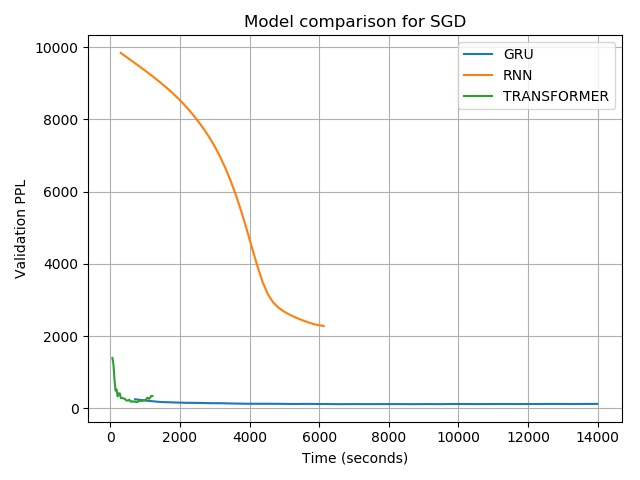 Model comparison for SGD
GRU
RNN
TRANSFORMER
Validation PPL
10000
8000
6000
4000
2000
0
0 2000 4000 6000 8000 10000 12000 14000
Time (seconds)